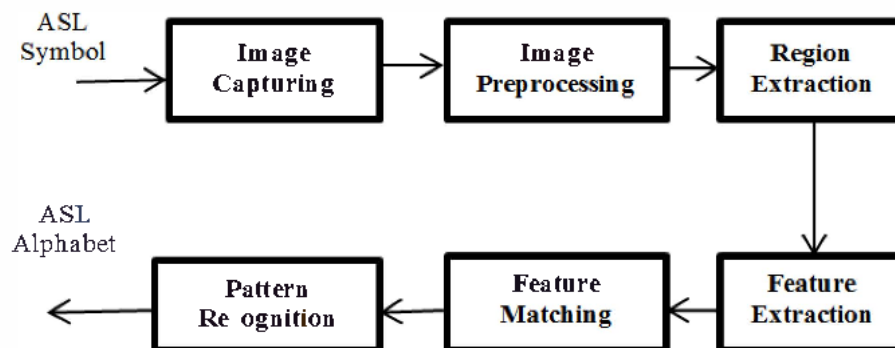 ASL
Symbol
Image
Capturing
Image
Preprocessing
Region
Extraction
ASL
Alphabet
Pattern
Re ognition
Feature
Matching
Feature
Extraction